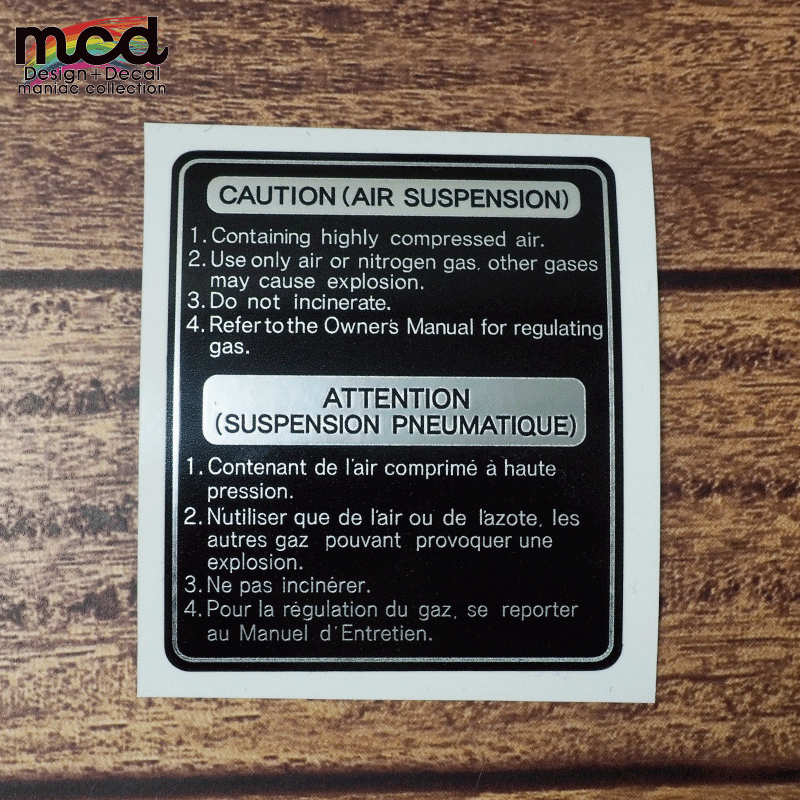 mcd
Design+Decal
maniac collection
CAUTION (AIR SUSPENSION)
1. Containing highly compressed air.
2. Use only air or nitrogen gas, other gases
may cause explosion.
3. Do not incinerate.
4. Refer to the Owner's Manual for regulating
gas.
ATTENTION
(SUSPENSION PNEUMATIQUE)
1. Contenant de l'air comprimé à haute
pression.
2. N'utiliser que de l'air ou de l'azote, les
autres gaz pouvant provoquer une
explosion.
3. Ne pas incinérer.
4. Pour la régulation du gaz, se reporter
au Manuel d'Entretien.